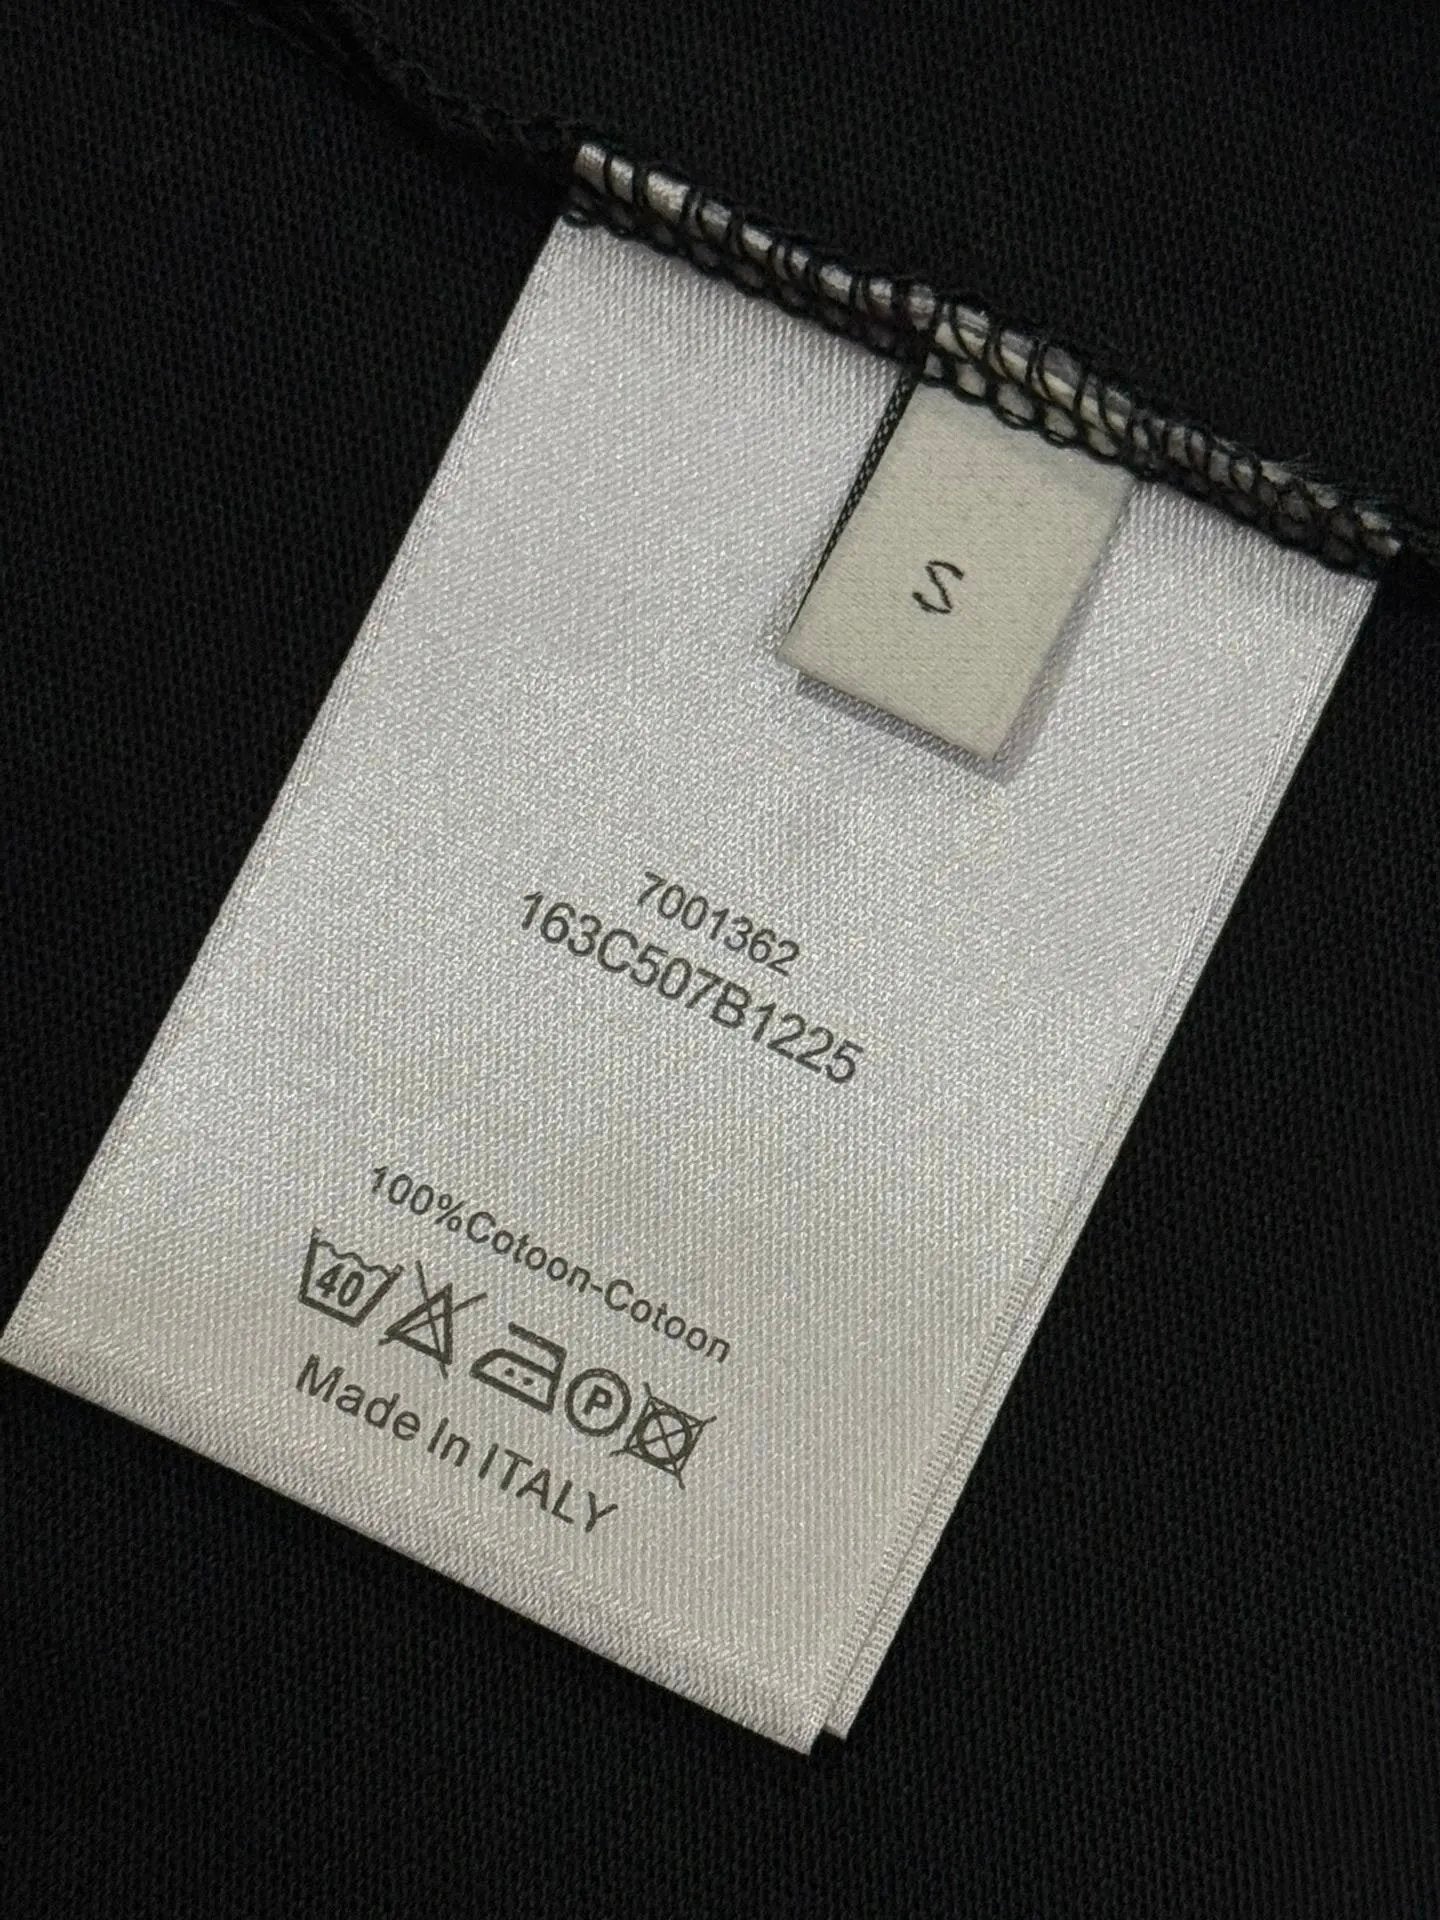 S
7001362
163C507B1225
100%Cotoon-Cotoon
40 P
Made In ITALY